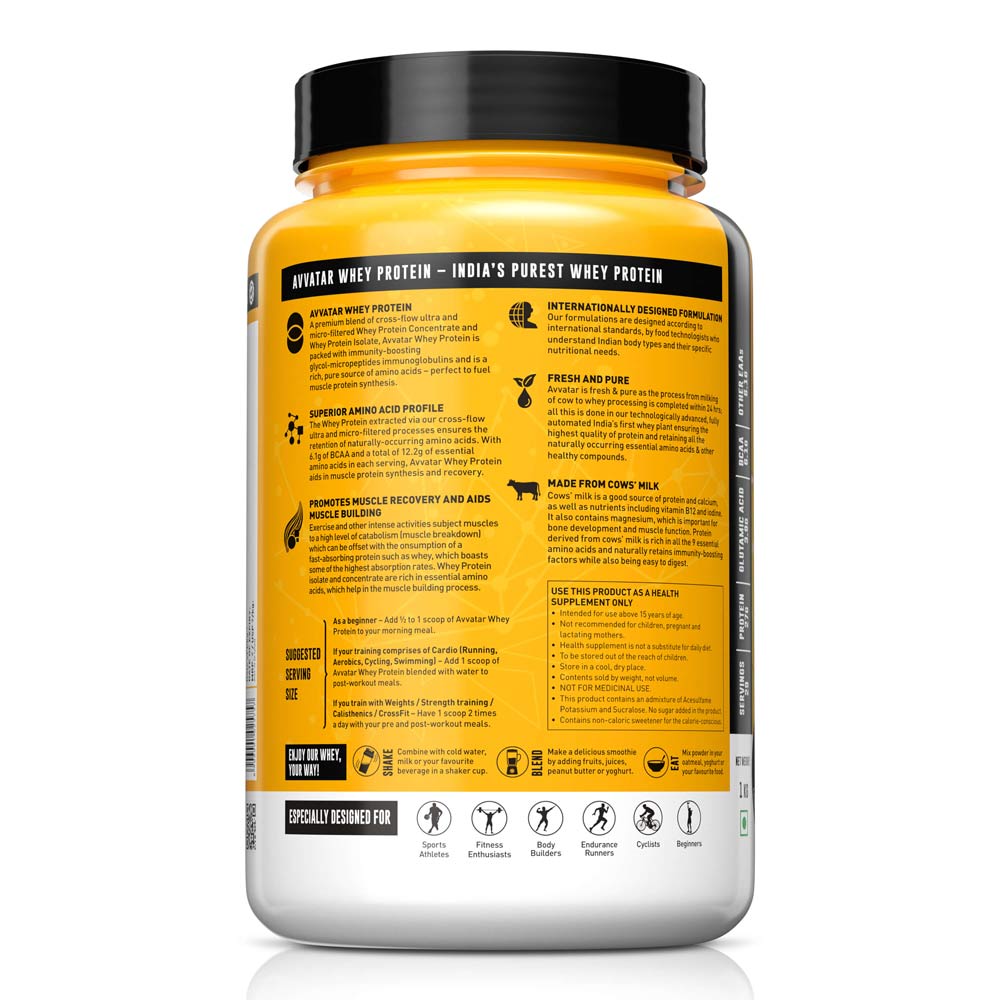 AVVATAR WHEY PROTEIN – INDIA'S PUREST WHEY PROTEIN
AVVATAR WHEY PROTEIN
A premium blend of cross-flow ultra and
micro-filtered Whey Protein Concentrate and
Whey Protein Isolate, Avvatar Whey Protein is
packed with immunity-boosting
glycol-micropeptides immunoglobulins and is a
rich, pure source of amino acids – perfect to fuel
muscle protein synthesis.
SUPERIOR AMINO ACID PROFILE
The Whey Protein extracted via our cross-flow
ultra and micro-filtered processes ensures the
retention of naturally-occurring amino acids. With
6.1g of BCAA and a total of 12.2g of essential
amino acids in each serving, Avvatar Whey Protein
aids in muscle protein synthesis and recovery.
PROMOTES MUSCLE RECOVERY AND AIDS
MUSCLE BUILDING
Exercise and other intense activities subject muscles
to a high level of catabolism (muscle breakdown)
which can be offset with the onsumption of a
fast-absorbing protein such as whey, which boasts
some of the highest absorption rates. Whey Protein
isolate and concentrate are rich in essential amino
acids, which help in the muscle building process.
INTERNATIONALLY DESIGNED FORMULATION
Our formulations are designed according to
international standards, by food technologists who
understand Indian body types and their specific
nutritional needs.
FRESH AND PURE
Avvatar is fresh & pure as the process from milking
of cow to whey processing is completed within 24 hrs;
all this is done in our technologically advanced, fully
automated India's first whey plant ensuring the
highest quality of protein and retaining all the
naturally occurring essential amino acids & other
healthy compounds.
MADE FROM COWS' MILK
Cows' milk is a good source of protein and calcium,
as well as nutrients including vitamin B12 and iodine.
It also contains magnesium, which is important for
bone development and muscle function. Protein
derived from cows' milk is rich in all the 9 essential
amino acids and naturally retains immunity-boosting
factors while also being easy to digest.
SUGGESTED
SERVING
SIZE
As a beginner – Add ½ to 1 scoop of Avvatar Whey
Protein to your morning meal.
If your training comprises of Cardio (Running,
Aerobics, Cycling, Swimming) – Add 1 scoop of
Avvatar Whey Protein blended with water to
post-workout meals.
If you train with Weights / Strength training /
Calisthenics / CrossFit – Have 1 scoop 2 times
a day with your pre and post-workout meals.
USE THIS PRODUCT AS A HEALTH
SUPPLEMENT ONLY
• Intended for use above 15 years of age.
• Not recommended for children, pregnant and
lactating mothers.
• Health supplement is not a substitute for daily diet.
• To be stored out of the reach of children.
• Store in a cool, dry place.
• Contents sold by weight, not volume.
• NOT FOR MEDICINAL USE.
• This product contains an admixture of Acesulfame
Potassium and Sucralose. No sugar added in the product.
• Contains non-caloric sweetener for the calorie-conscious.
ENJOY OUR WHEY,
YOUR WAY!
SHAKE
Combine with cold water,
milk or your favourite
beverage in a shaker cup.
BLEND
Make a delicious smoothie
by adding fruits, juices,
peanut butter or yoghurt.
EAT
Mix powder in your
oatmeal, yoghurt or
your favourite food.
ESPECIALLY DESIGNED FOR
Sports
Athletes
Fitness
Enthusiasts
Body
Builders
Endurance
Runners
Cyclists
Beginners
SERVINGS
PROTEIN
GLUTAMIC ACID
BCAA
OTHER EAAs
1 KG